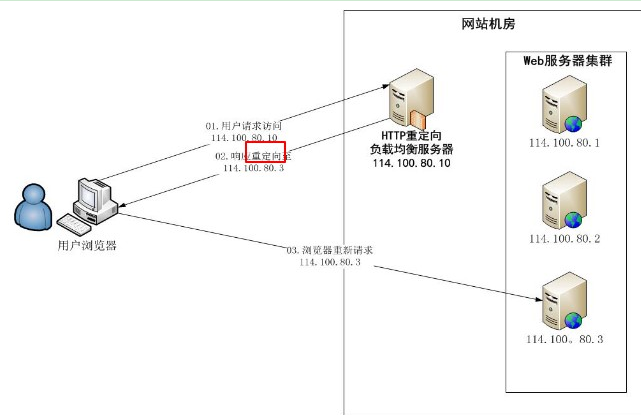 网站机房
Web服务器集群
01.用户请求访问
114.100.80.10
02.响应重定向至
114.100.80.3
HTTP重定向
负载均衡服务器
114.100.80.10
114.100.80.1
114.100.80.2
用户浏览器
03.浏览器重新请求
114.100.80.3
114.100。80.3